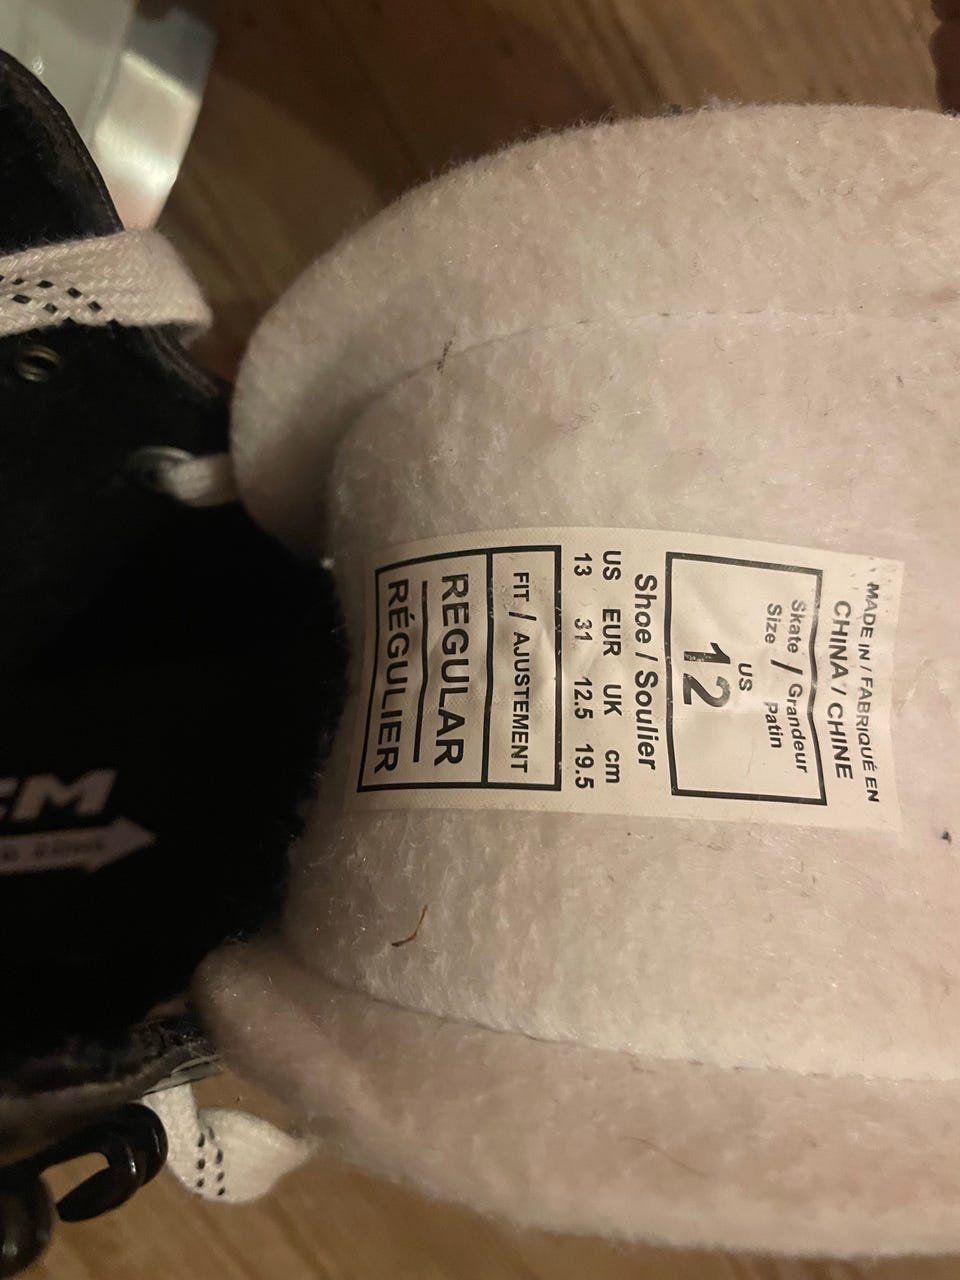 MADE IN / FABRIQUÉ EN
CHINA / CHINE
Skate / Grandeur
Size / Patin
US
12
Shoe / Soulier
US EUR UK cm
13 31 12.5 19.5
FIT / AJUSTEMENT
REGULAR
RÉGULIER
CM